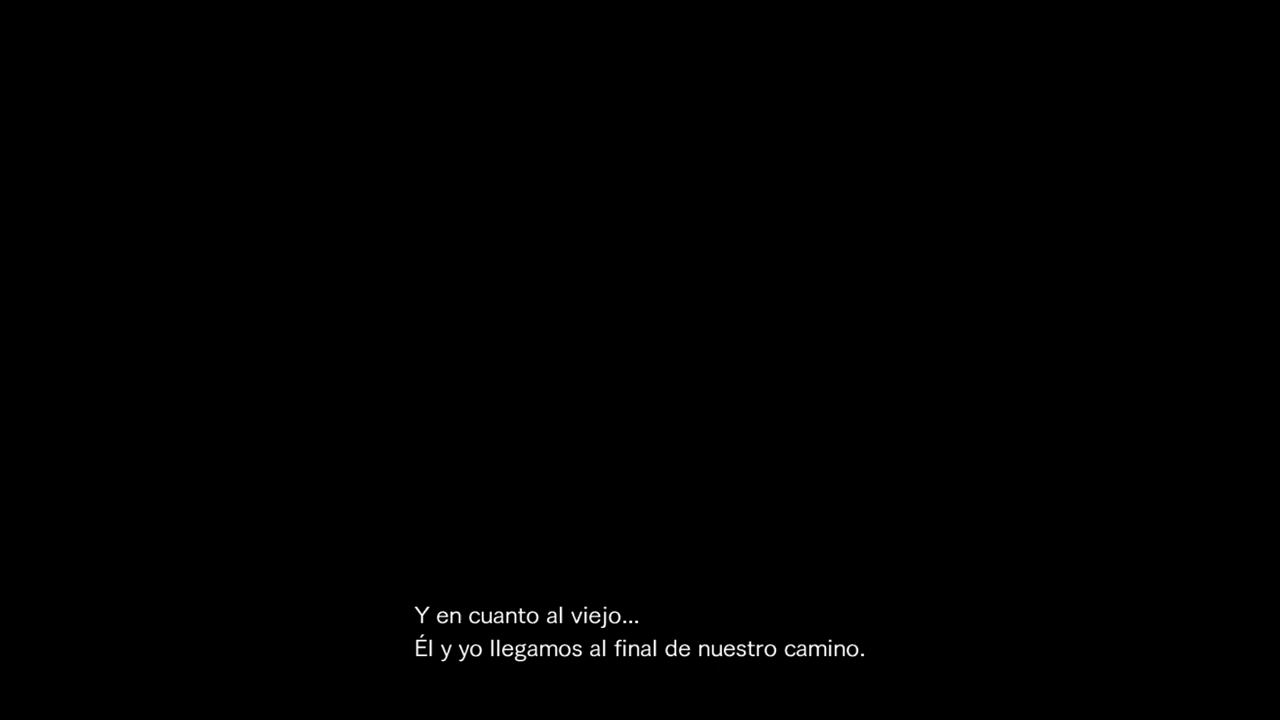 Y en cuanto al viejo...
Él y yo llegamos al final de nuestro camino.